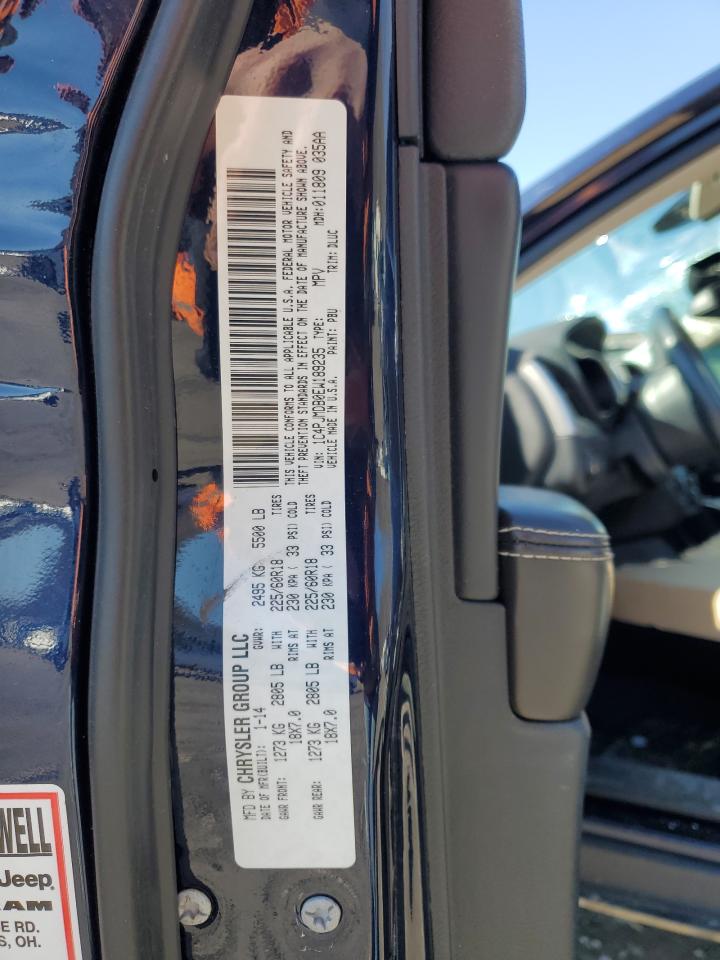 MFD BY CHRYSLER GROUP LLC
DATE OF MFR(BUILT): 1-14 GVWR: 2495 KG 5500 LB
GAWR FRONT: 1273 KG 2805 LB WITH 225/60R18 TIRES
18X7.0 RIMS AT 230 KPA ( 33 PSI) COLD
GAWR REAR: 1273 KG 2805 LB WITH 225/60R18 TIRES
18X7.0 RIMS AT 230 KPA ( 33 PSI) COLD
THIS VEHICLE CONFORMS TO ALL APPLICABLE U.S.A. FEDERAL MOTOR VEHICLE SAFETY AND
THEFT PREVENTION STANDARDS IN EFFECT ON THE DATE OF MANUFACTURE SHOWN ABOVE.
VIN: 1C4PJMDB0EW189235 TYPE: MPV MDH: 011809 035AA
VEHICLE MADE IN U.S.A. PAINT: PBU TRIM: DLUC
WELL
Jeep
RAM
E RD.
S, OH.